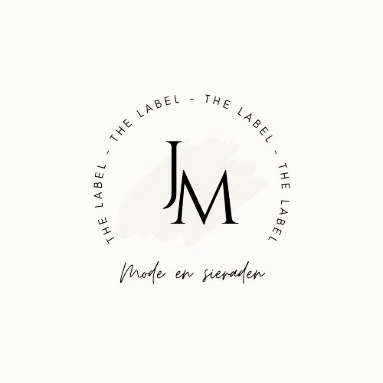 THE LABEL - THE LABEL - THE LABEL - THE LABEL
JM
Mode en sieraden